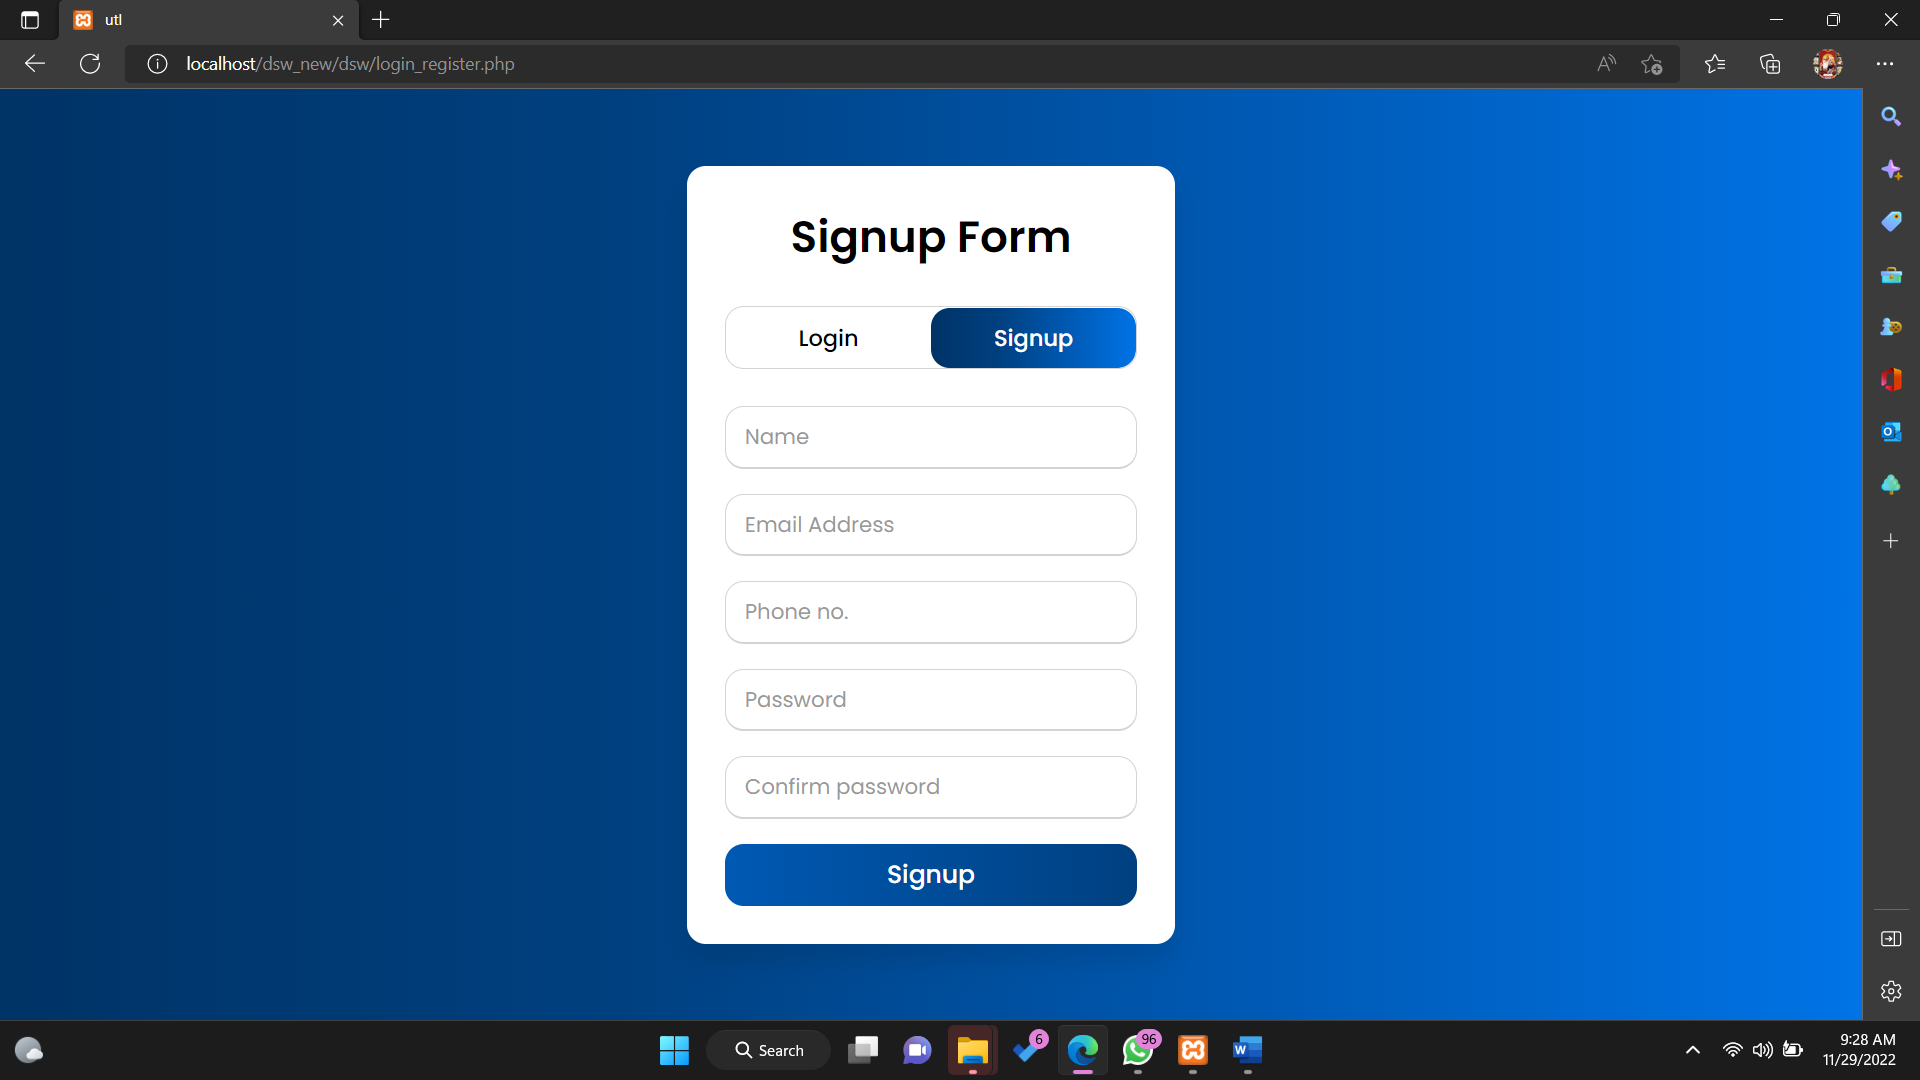 utl
localhost/dsw_new/dsw/login_register.php
Signup Form
Login
Signup
Name
Email Address
Phone no.
Password
Confirm password
Signup
Search
6
96
9:28 AM
11/29/2022